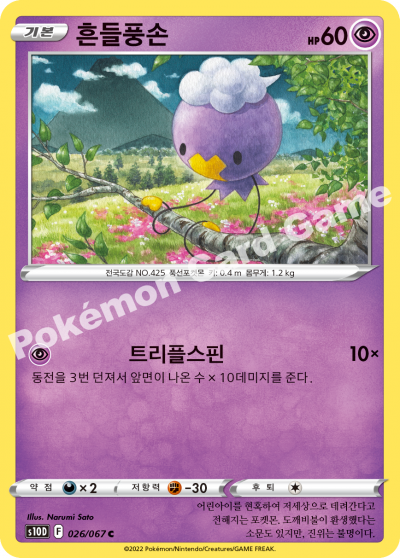 기본 흔들풍손 HP60
전국도감 NO.425 풍선포켓몬 키: 0.4 m 몸무게: 1.2 kg
Pokémon Card Game
트리플스핀 10×
동전을 3번 던져서 앞면이 나온 수 × 10데미지를 준다.
약점 ×2 저항력 -30 후퇴
Illus. Narumi Sato
s10D F 026/067 C
어린아이를 현혹하여 저세상으로 데려간다고
전해지는 포켓몬. 도깨비불이 환생했다는
소문도 있지만, 진위는 불명이다.
©2022 Pokémon/Nintendo/Creatures/GAME FREAK.